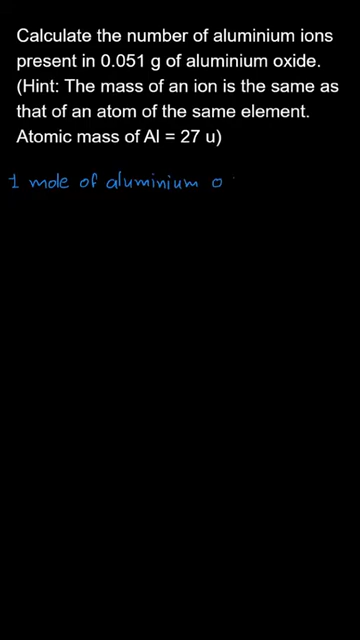 Calculate the number of aluminium ions
present in 0.051 g of aluminium oxide.
(Hint: The mass of an ion is the same as
that of an atom of the same element.
Atomic mass of Al = 27 u)
1 mole of aluminium o